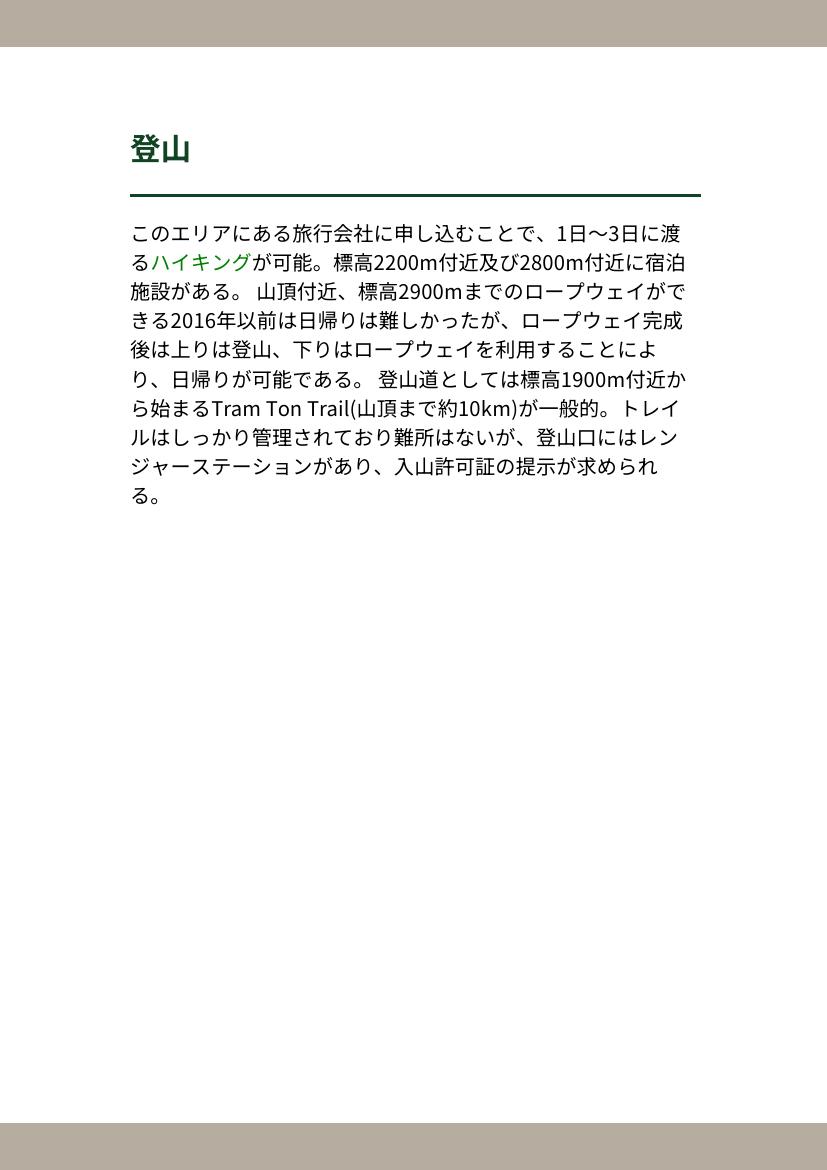 登山
このエリアにある旅行会社に申し込むことで、1日〜3日に渡
るハイキングが可能。標高2200m付近及び2800m付近に宿泊
施設がある。 山頂付近、標高2900mまでのロープウェイがで
きる2016年以前は日帰りは難しかったが、ロープウェイ完成
後は上りは登山、下りはロープウェイを利用することによ
り、日帰りが可能である。 登山道としては標高1900m付近か
ら始まるTram Ton Trail(山頂まで約10km)が一般的。トレイ
ルはしっかり管理されており難所はないが、登山口にはレン
ジャーステーションがあり、入山許可証の提示が求められ
る。